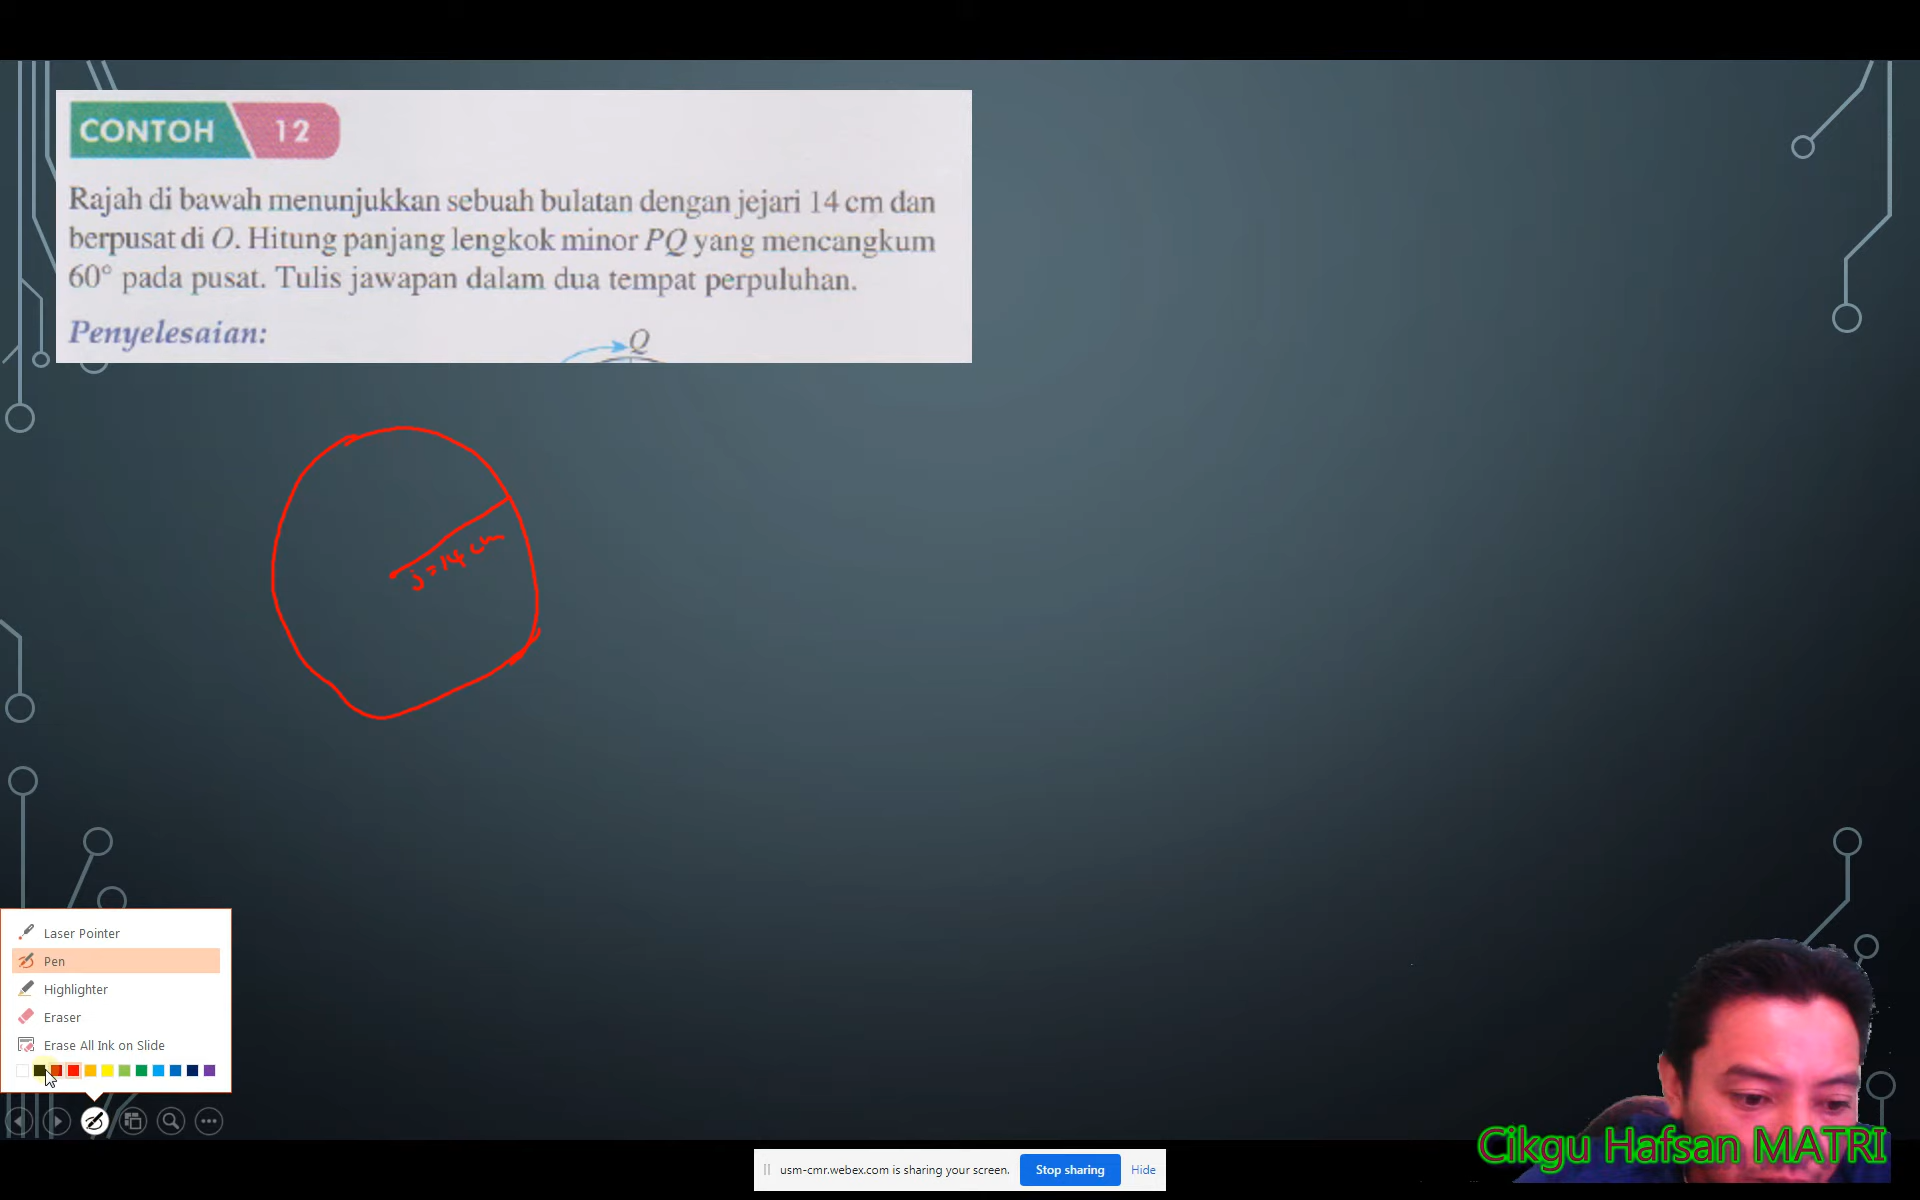 CONTOH 12
Rajah di bawah menunjukkan sebuah bulatan dengan jejari 14 cm dan
berpusat di O. Hitung panjang lengkok minor PQ yang mencangkum
60° pada pusat. Tulis jawapan dalam dua tempat perpuluhan.
Penyelesaian:
Q
j = 14 cm
Laser Pointer
Pen
Highlighter
Eraser
Erase All Ink on Slide
usm-cmr.webex.com is sharing your screen.
Stop sharing
Hide
Cikgu Hafsan MATRI